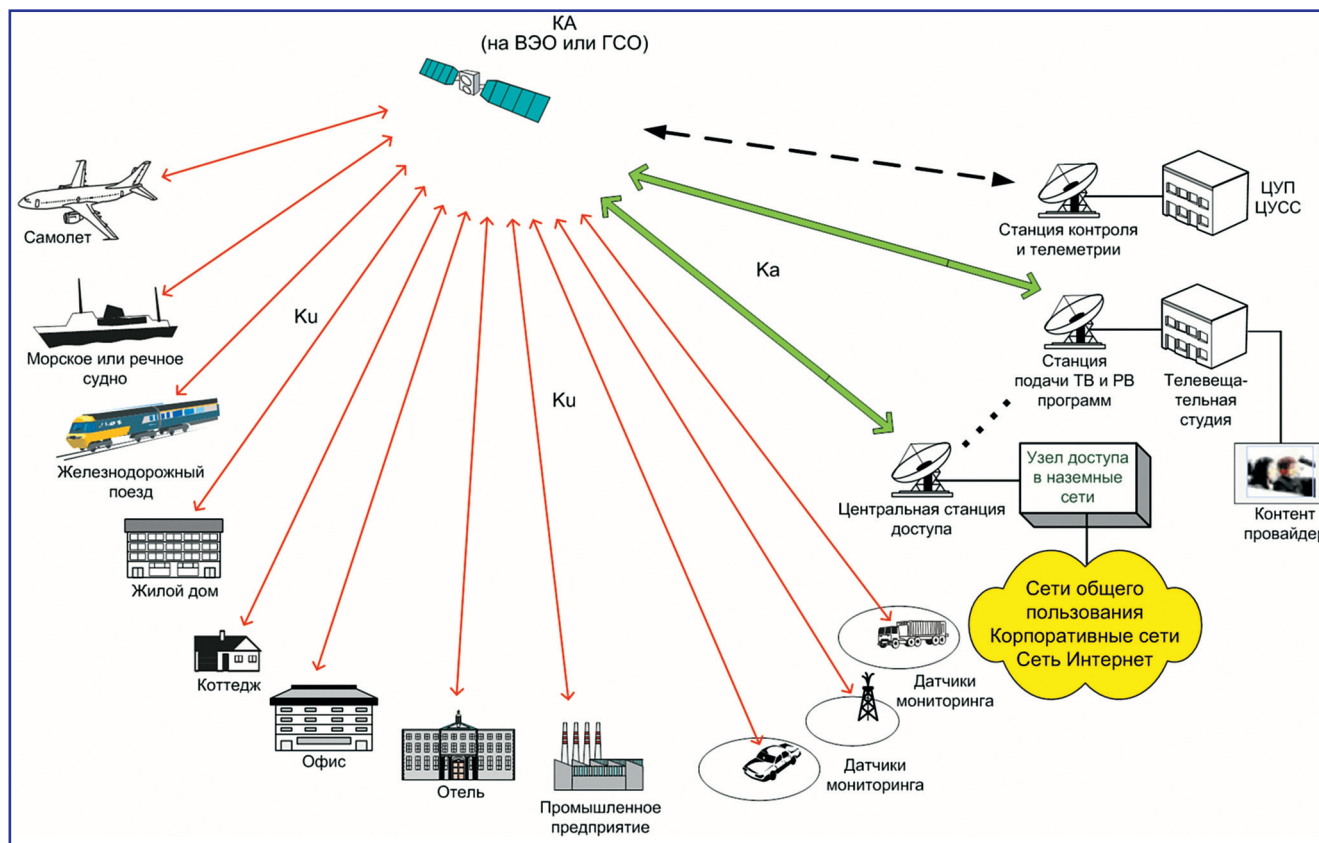 КА
(на ВЭО или ГСО)
Самолет
Морское или речное
судно
Железнодорожный
поезд
Жилой дом
Коттедж
Офис
Отель
Промышленное
предприятие
Датчики
мониторинга
Датчики
мониторинга
Ku
Ku
Ka
Станция контроля
и телеметрии
ЦУП
ЦУСС
Станция
подачи ТВ и РВ
программ
Телевеща-
тельная
студия
Центральная станция
доступа
Узел доступа
в наземные
сети
Контент
провайдер
Сети общего
пользования
Корпоративные сети
Сеть Интернет